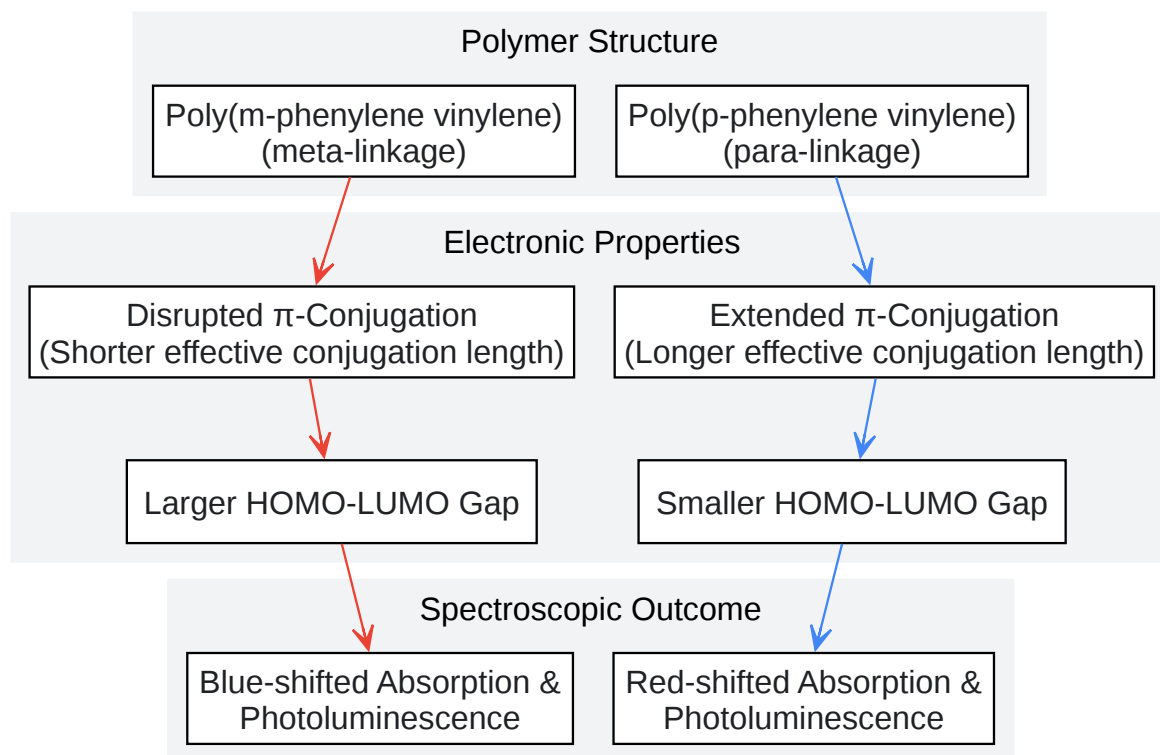 Polymer Structure
Poly(m-phenylene vinylene)
(meta-linkage)
Poly(p-phenylene vinylene)
(para-linkage)
Electronic Properties
Disrupted π-Conjugation
(Shorter effective conjugation length)
Extended π-Conjugation
(Longer effective conjugation length)
Larger HOMO-LUMO Gap
Smaller HOMO-LUMO Gap
Spectroscopic Outcome
Blue-shifted Absorption &
Photoluminescence
Red-shifted Absorption &
Photoluminescence